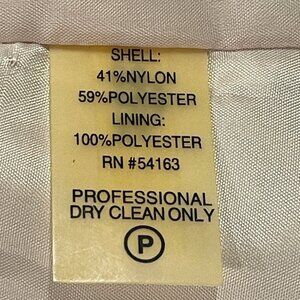 SHELL:
41%NYLON
59%POLYESTER
LINING:
100%POLYESTER
RN #54163
PROFESSIONAL
DRY CLEAN ONLY
P